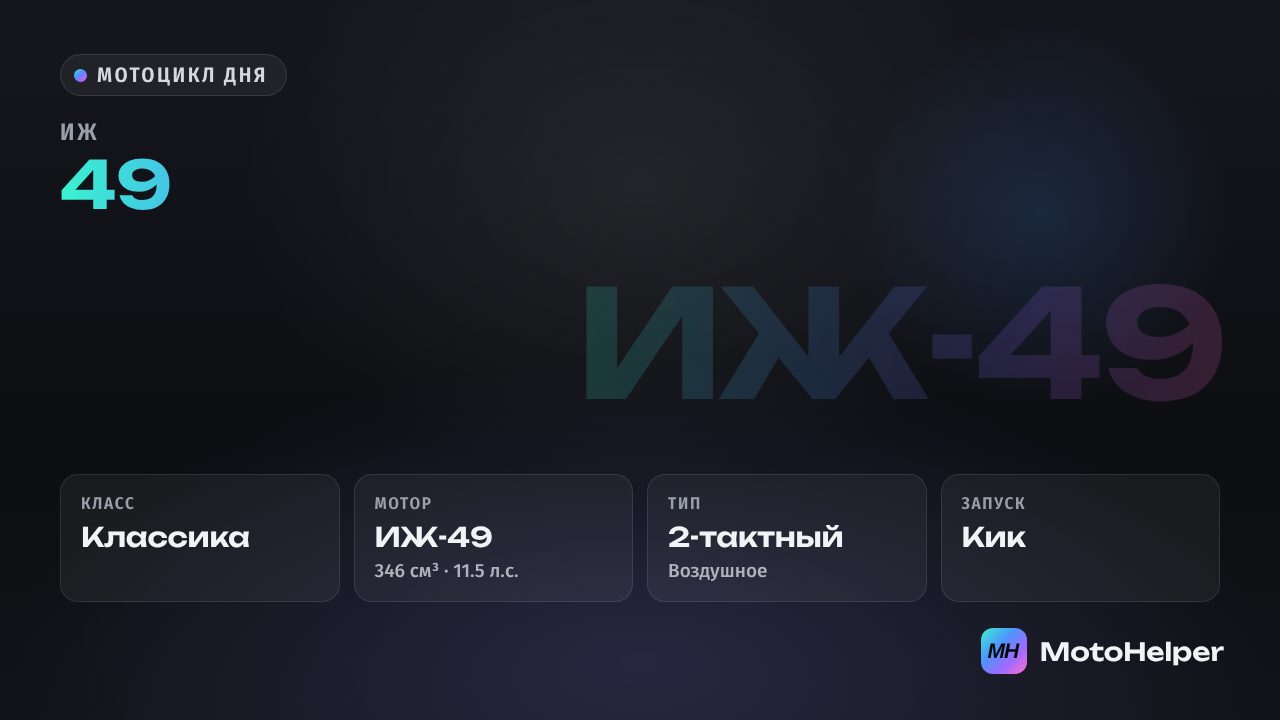 МОТОЦИКЛ ДНЯ
ИЖ
49
ИЖ-49
КЛАСС
Классика
МОТОР
ИЖ-49
346 см³ · 11.5 л.с.
ТИП
2-тактный
Воздушное
ЗАПУСК
Кик
MH MotoHelper